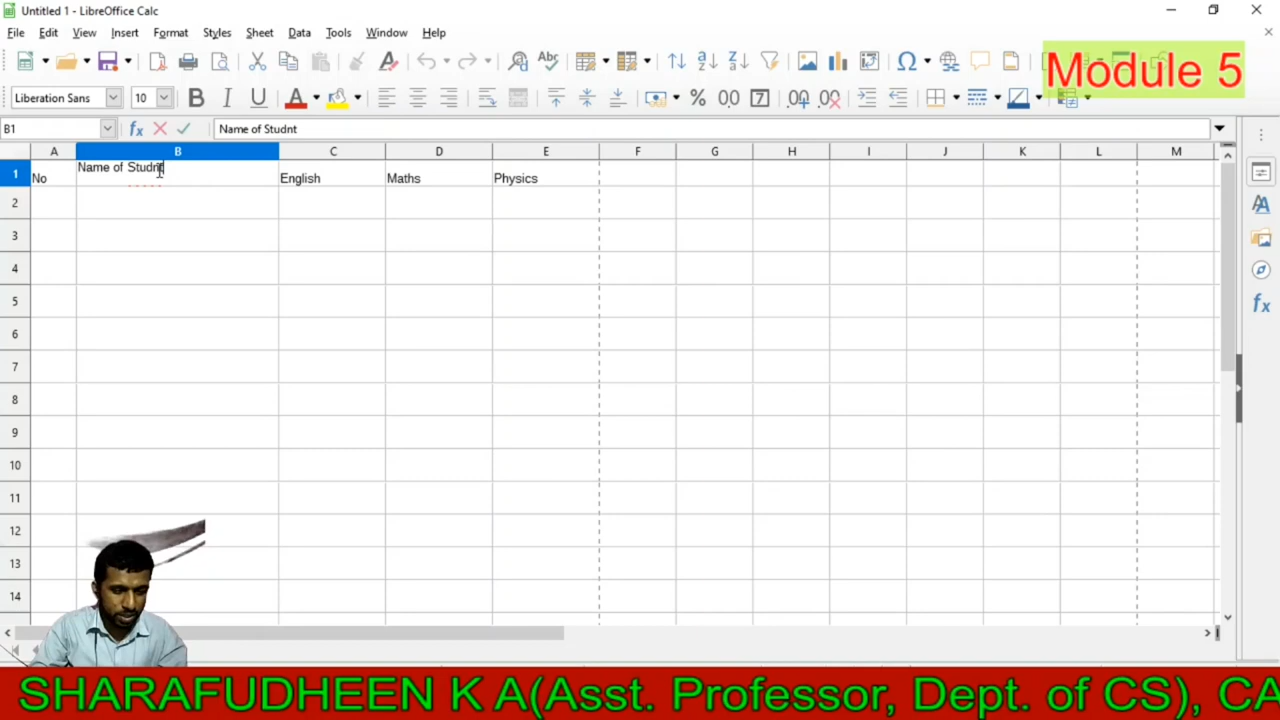 Untitled 1 - LibreOffice Calc
File Edit View Insert Format Styles Sheet Data Tools Window Help
Module 5
Liberation Sans 10
B1 Name of Studnt
A B C D E F G H I J K L M
1 No Name of Studnt English Maths Physics
2
3
4
5
6
7
8
9
10
11
12
13
14
SHARAFUDHEEN K A(Asst. Professor, Dept. of CS), CA